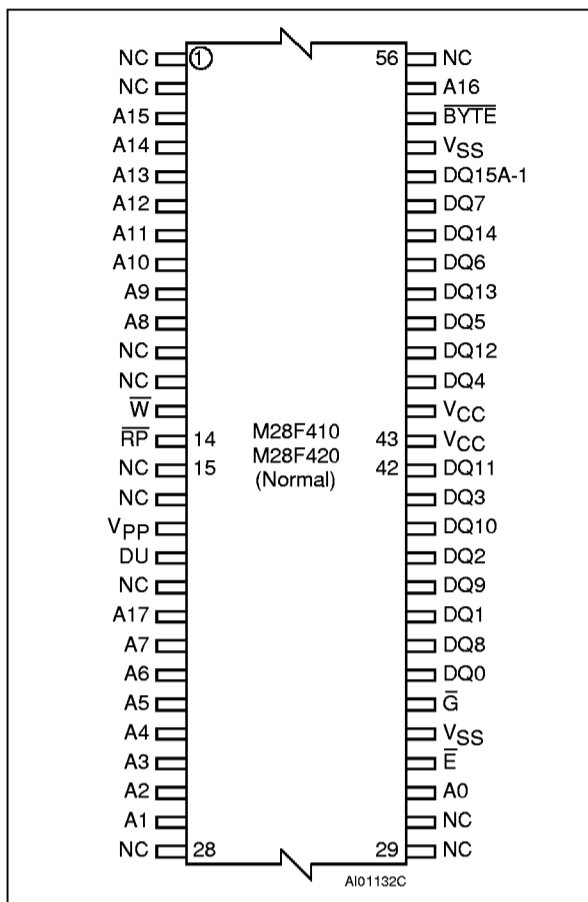 NC 1 56 NC
NC A16
A15 B̅Y̅T̅E̅
A14 VSS
A13 DQ15A-1
A12 DQ7
A11 DQ14
A10 DQ6
A9 DQ13
A8 DQ5
NC DQ12
NC DQ4
W̅ VCC
R̅P̅ 14 M28F410 43 VCC
NC 15 M28F420 42 DQ11
(Normal)
NC DQ3
VPP DQ10
DU DQ2
NC DQ9
A17 DQ1
A7 DQ8
A6 DQ0
A5 G̅
A4 VSS
A3 E̅
A2 A0
A1 NC
NC 28 29 NC
AI01132C